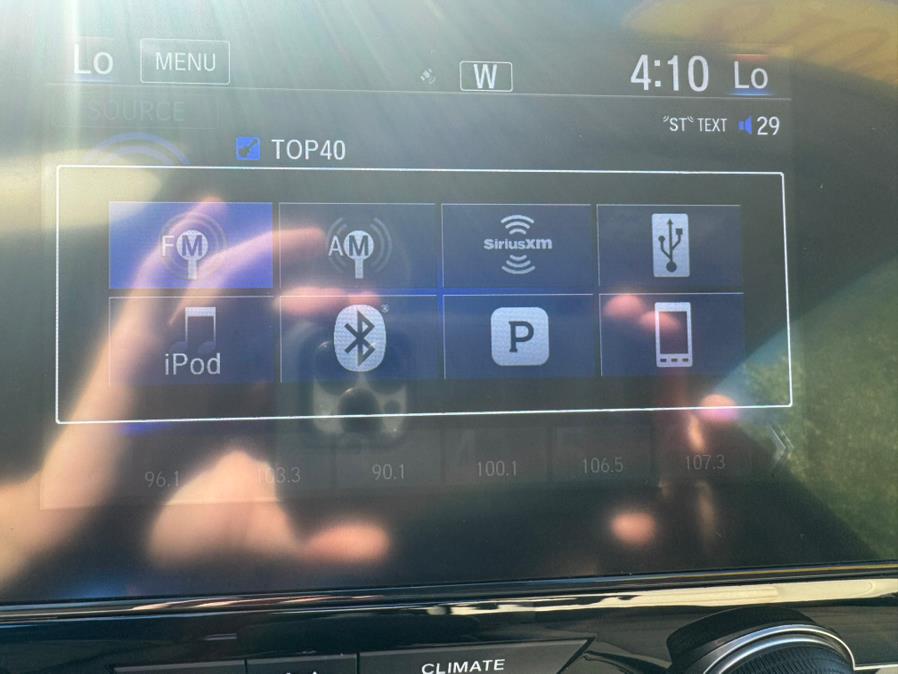 Lo MENU W 4:10 Lo
SOURCE
"ST" TEXT 29
TOP40
FM AM SiriusXM
iPod ® P
96.1 103.3 90.1 100.1 106.5 107.3
CLIMATE